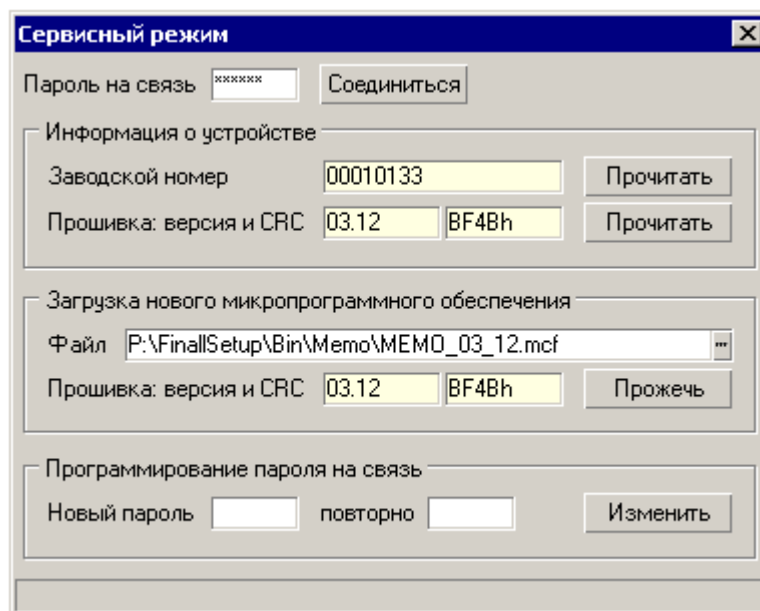 Сервисный режим
Пароль на связь ****** Соединиться
Информация о устройстве
Заводской номер 00010133 Прочитать
Прошивка: версия и CRC 03.12 BF4Bh Прочитать
Загрузка нового микропрограммного обеспечения
Файл P:\FinallSetup\Bin\Memo\MEMO_03_12.mcf ...
Прошивка: версия и CRC 03.12 BF4Bh Прожечь
Программирование пароля на связь
Новый пароль повторно Изменить